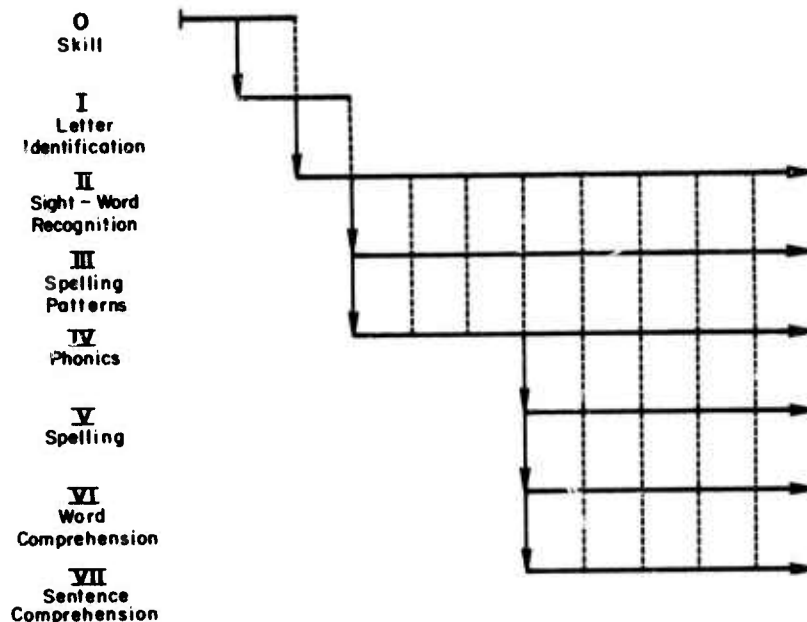 O
Skill
I
Letter
Identification
II
Sight - Word
Recognition
III
Spelling
Patterns
IV
Phonics
V
Spelling
VI
Word
Comprehension
VII
Sentence
Comprehension